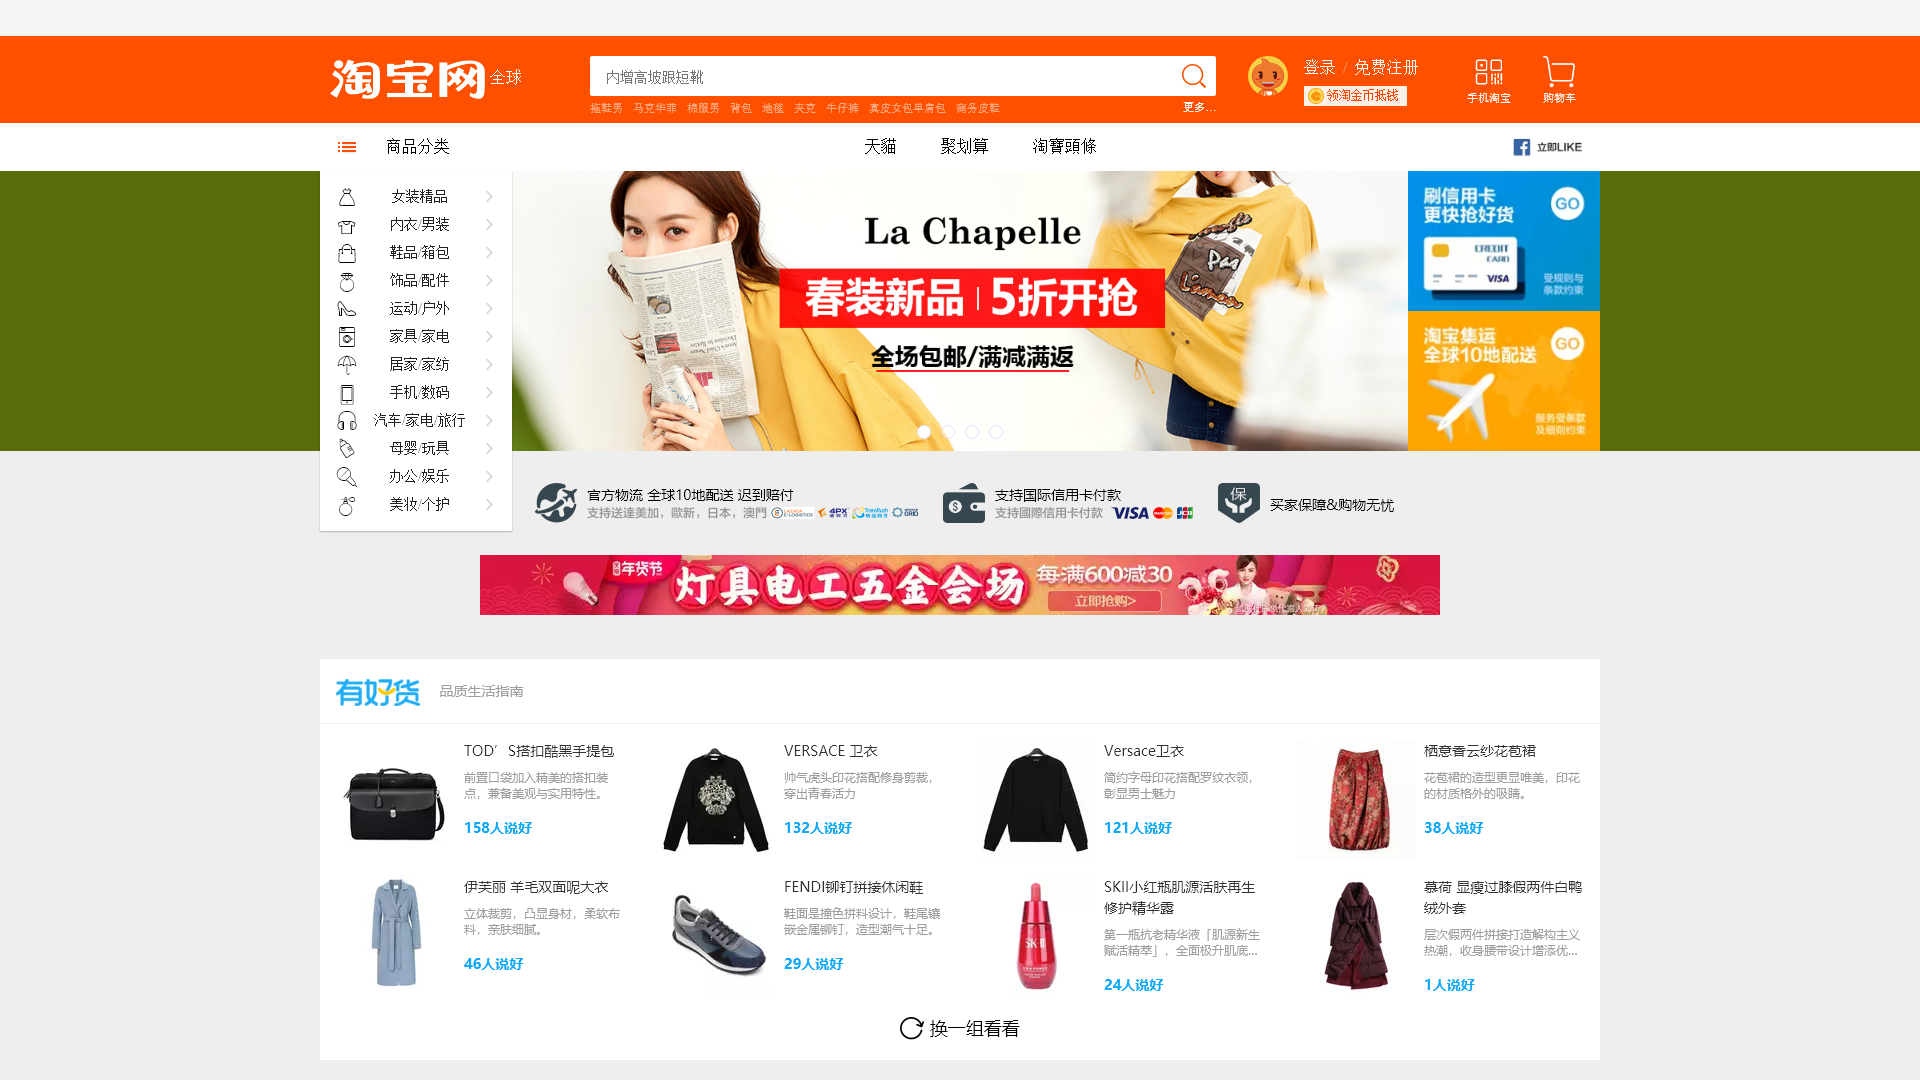 淘宝网 全球
内增高坡跟短靴
拖鞋男 马克华菲 棉服男 背包 地毯 夹克 牛仔裤 真皮女包单肩包 商务皮鞋 更多...
登录 / 免费注册
领淘金币抵钱
手机淘宝
购物车
商品分类
天貓 聚划算 淘寶頭條
立即LIKE
女装精品
内衣/男装
鞋品/箱包
饰品/配件
运动/户外
家具/家电
居家/家纺
手机/数码
汽车/家电/旅行
母婴/玩具
办公/娱乐
美妆/个护
La Chapelle
春装新品 | 5折开抢
全场包邮/满减满返
刷信用卡
更快抢好货
GO
CREDIT
CARD
VISA
受规则与
条款约束
淘宝集运
全球10地配送
GO
服务受条款
及细则约束
官方物流 全球10地配送 迟到赔付
支持送達美加，歐新，日本，澳門
4PX
支持国际信用卡付款
支持國際信用卡付款 VISA
JCB
保
买家保障&购物无忧
年货节
灯具电工五金会场
每满600减30
立即抢购>
有好货 品质生活指南
TOD’S搭扣酷黑手提包
前置口袋加入精美的搭扣装
点，兼备美观与实用特性。
158人说好
VERSACE 卫衣
帅气虎头印花搭配修身剪裁，
穿出青春活力
132人说好
Versace卫衣
简约字母印花搭配罗纹衣领，
彰显男士魅力
121人说好
栖意香云纱花苞裙
花苞裙的造型更显唯美，印花
的材质格外的吸睛。
38人说好
伊芙丽 羊毛双面呢大衣
立体裁剪，凸显身材，柔软布
料，亲肤细腻。
46人说好
FENDI铆钉拼接休闲鞋
鞋面是撞色拼料设计，鞋尾镶
嵌金属铆钉，造型潮气十足。
29人说好
SKII小红瓶肌源活肤再生
修护精华露
第一瓶抗老精华液「肌源新生
赋活精萃」，全面极升肌底...
24人说好
慕荷 显瘦过膝假两件白鸭
绒外套
层次假两件拼接打造解构主义
热潮，收身腰带设计增添优...
1人说好
换一组看看